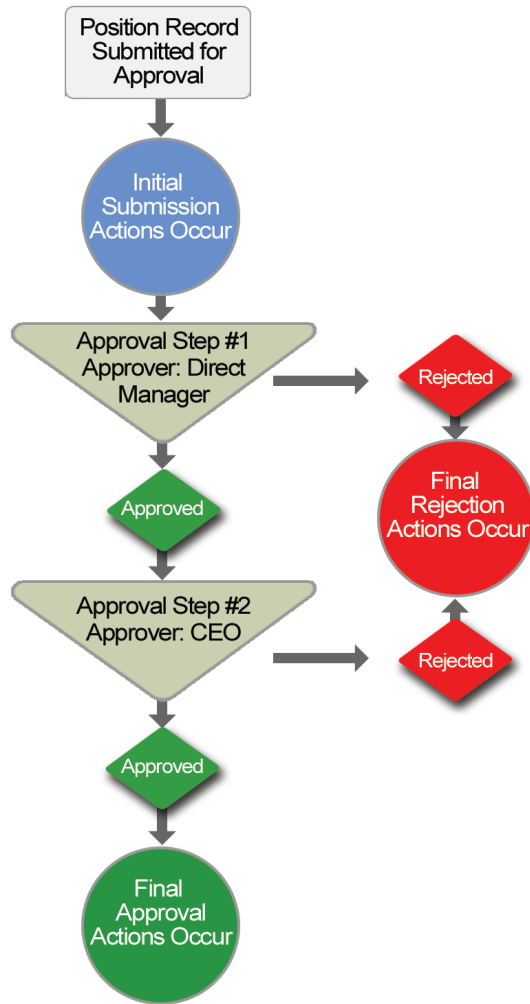 Position Record
Submitted for
Approval
Initial
Submission
Actions Occur
Approval Step #1
Approver: Direct
Manager
Rejected
Final
Rejection
Actions Occur
Approved
Approval Step #2
Approver: CEO
Rejected
Approved
Final
Approval
Actions Occur